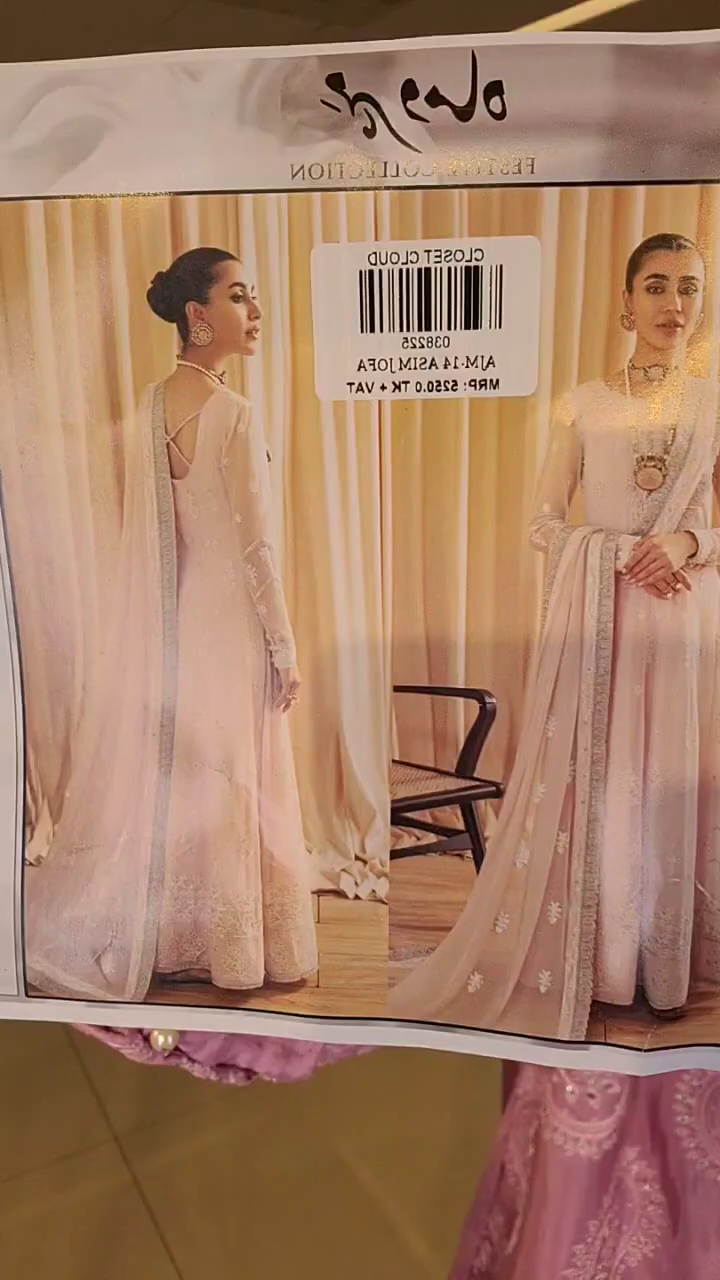 FESTIVE COLLECTION
CLOSET CLOUD
038225
AJM-14 ASIM JOFA
MRP: 5250.0 TK + VAT